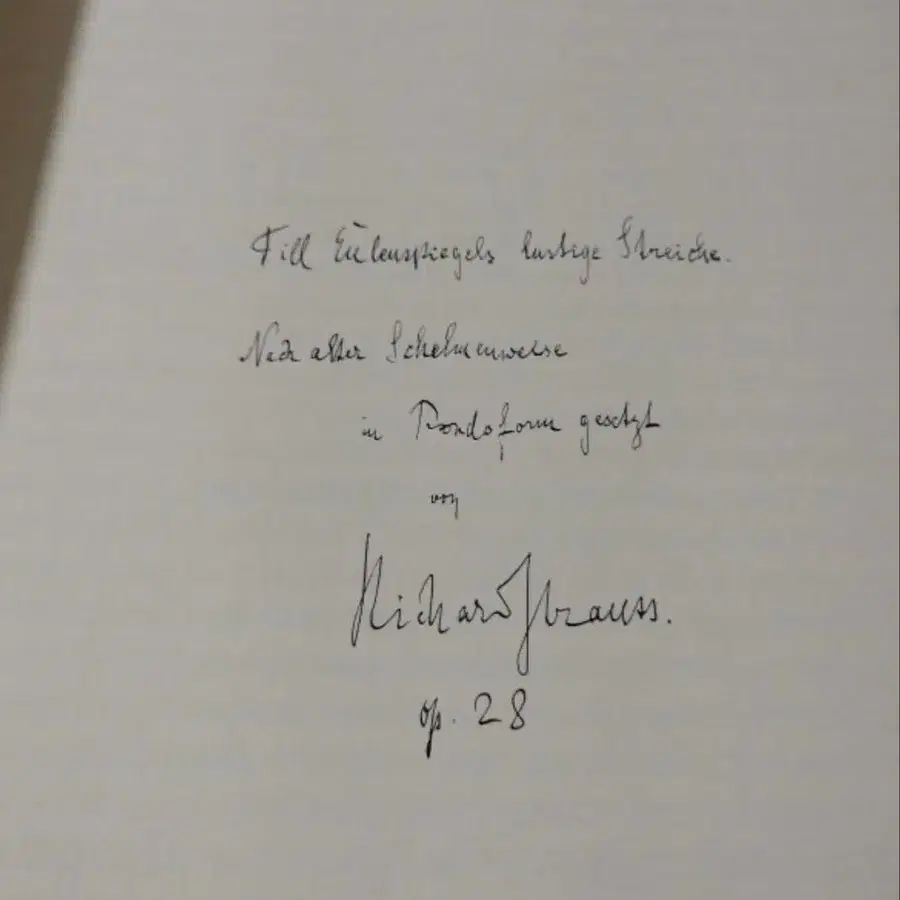 Till Eulenspiegels lustige Streiche.
Nach alter Schelmenweise
in Rondoform gesetzt
von
Richard Strauss.
op. 28